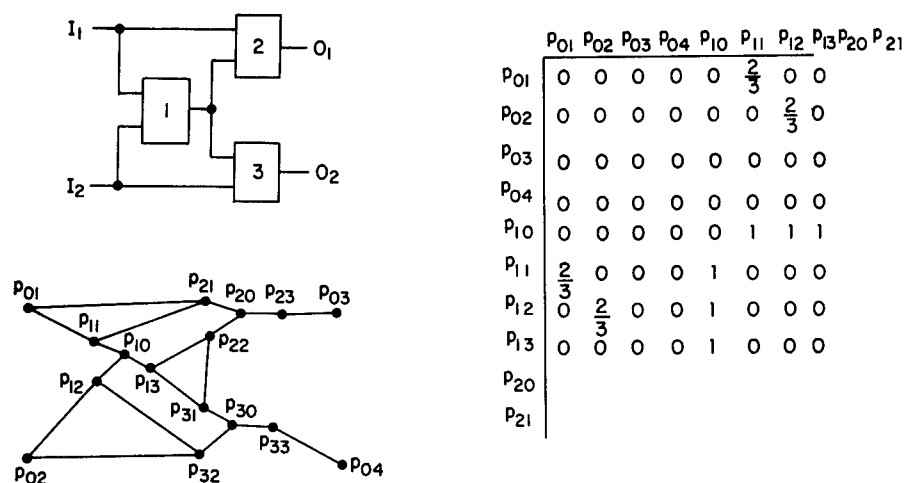 I₁
2
O₁
1
I₂
3
O₂
p₀₁
p₂₁
p₂₀
p₂₃
p₀₃
p₁₁
p₁₀
p₂₂
p₁₂
p₁₃
p₃₁
p₃₀
p₃₃
p₀₂
p₃₂
p₀₄
p₀₁ p₀₂ p₀₃ p₀₄ p₁₀ p₁₁ p₁₂ p₁₃ p₂₀ p₂₁
p₀₁ 0 0 0 0 0 2/3 0 0
p₀₂ 0 0 0 0 0 0 2/3 0
p₀₃ 0 0 0 0 0 0 0 0
p₀₄ 0 0 0 0 0 0 0 0
p₁₀ 0 0 0 0 0 1 1 1
p₁₁ 2/3 0 0 0 1 0 0 0
p₁₂ 0 2/3 0 0 1 0 0 0
p₁₃ 0 0 0 0 1 0 0 0
p₂₀
p₂₁